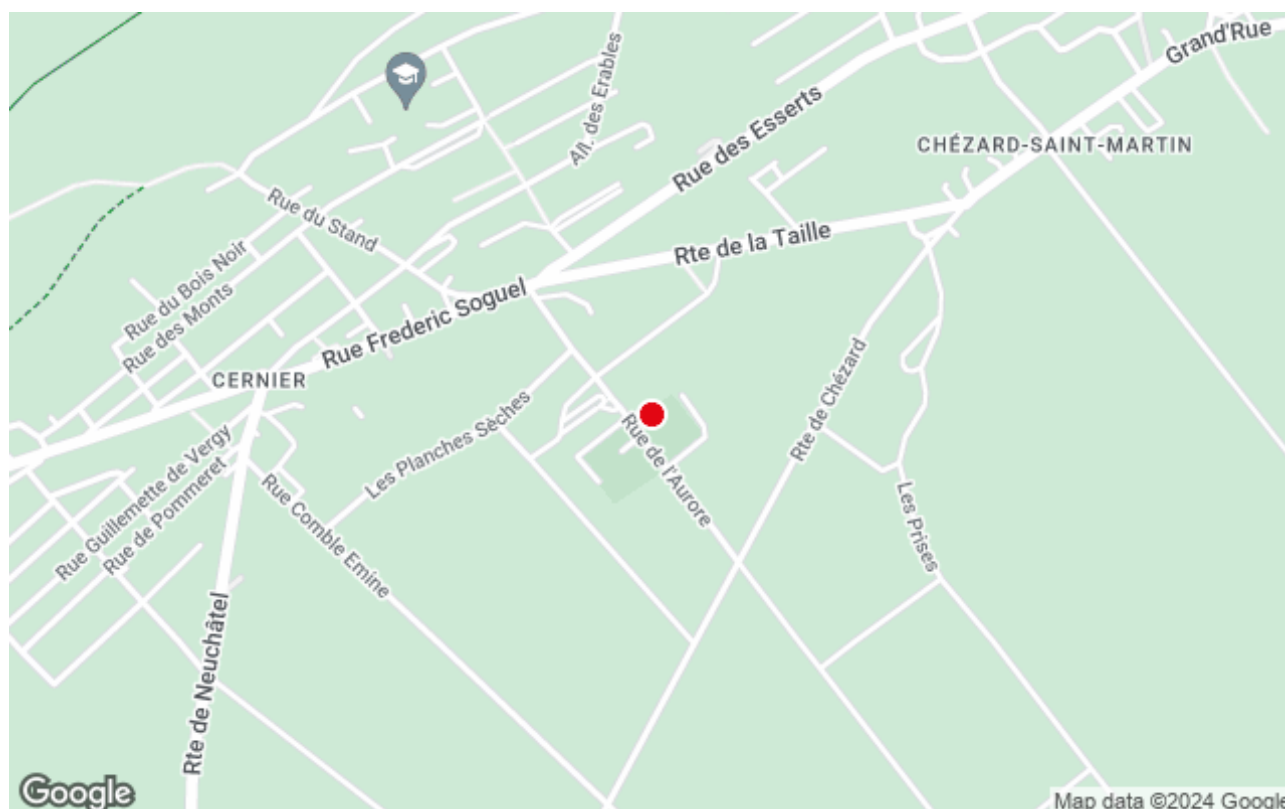 Grand'Rue
All. des Erables
Rue des Esserts
CHÉZARD-SAINT-MARTIN
Rue du Stand
Rte de la Taille
Rue du Bois Noir
Rue des Monts
Rue Frederic Soguel
CERNIER
Rte de Chézard
Les Planches Sèches
Rue de l'Aurore
Rue Guillemette de Vergy
Rue de Pommeret
Rue Comble Emine
Les Prises
Rte de Neuchâtel
Google
Map data ©2024 Google